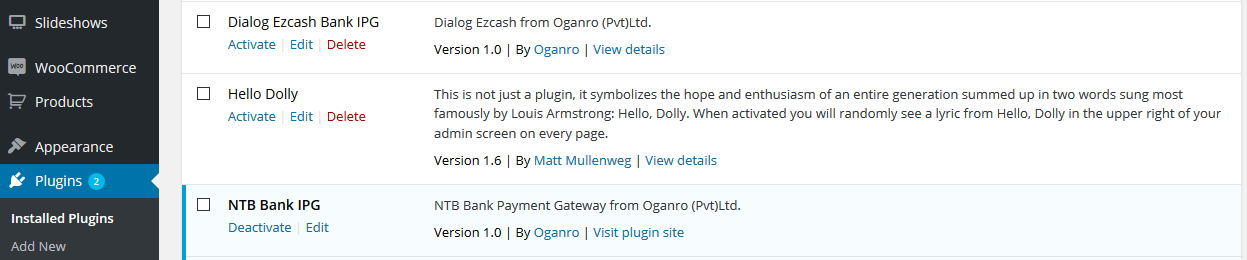 Slideshows
WooCommerce
Products
Appearance
Plugins 2
Installed Plugins
Add New
Dialog Ezcash Bank IPG
Activate | Edit | Delete
Dialog Ezcash from Oganro (Pvt)Ltd.
Version 1.0 | By Oganro | View details
Hello Dolly
Activate | Edit | Delete
This is not just a plugin, it symbolizes the hope and enthusiasm of an entire generation summed up in two words sung most
famously by Louis Armstrong: Hello, Dolly. When activated you will randomly see a lyric from Hello, Dolly in the upper right of your
admin screen on every page.
Version 1.6 | By Matt Mullenweg | View details
NTB Bank IPG
Deactivate | Edit
NTB Bank Payment Gateway from Oganro (Pvt)Ltd.
Version 1.0 | By Oganro | Visit plugin site